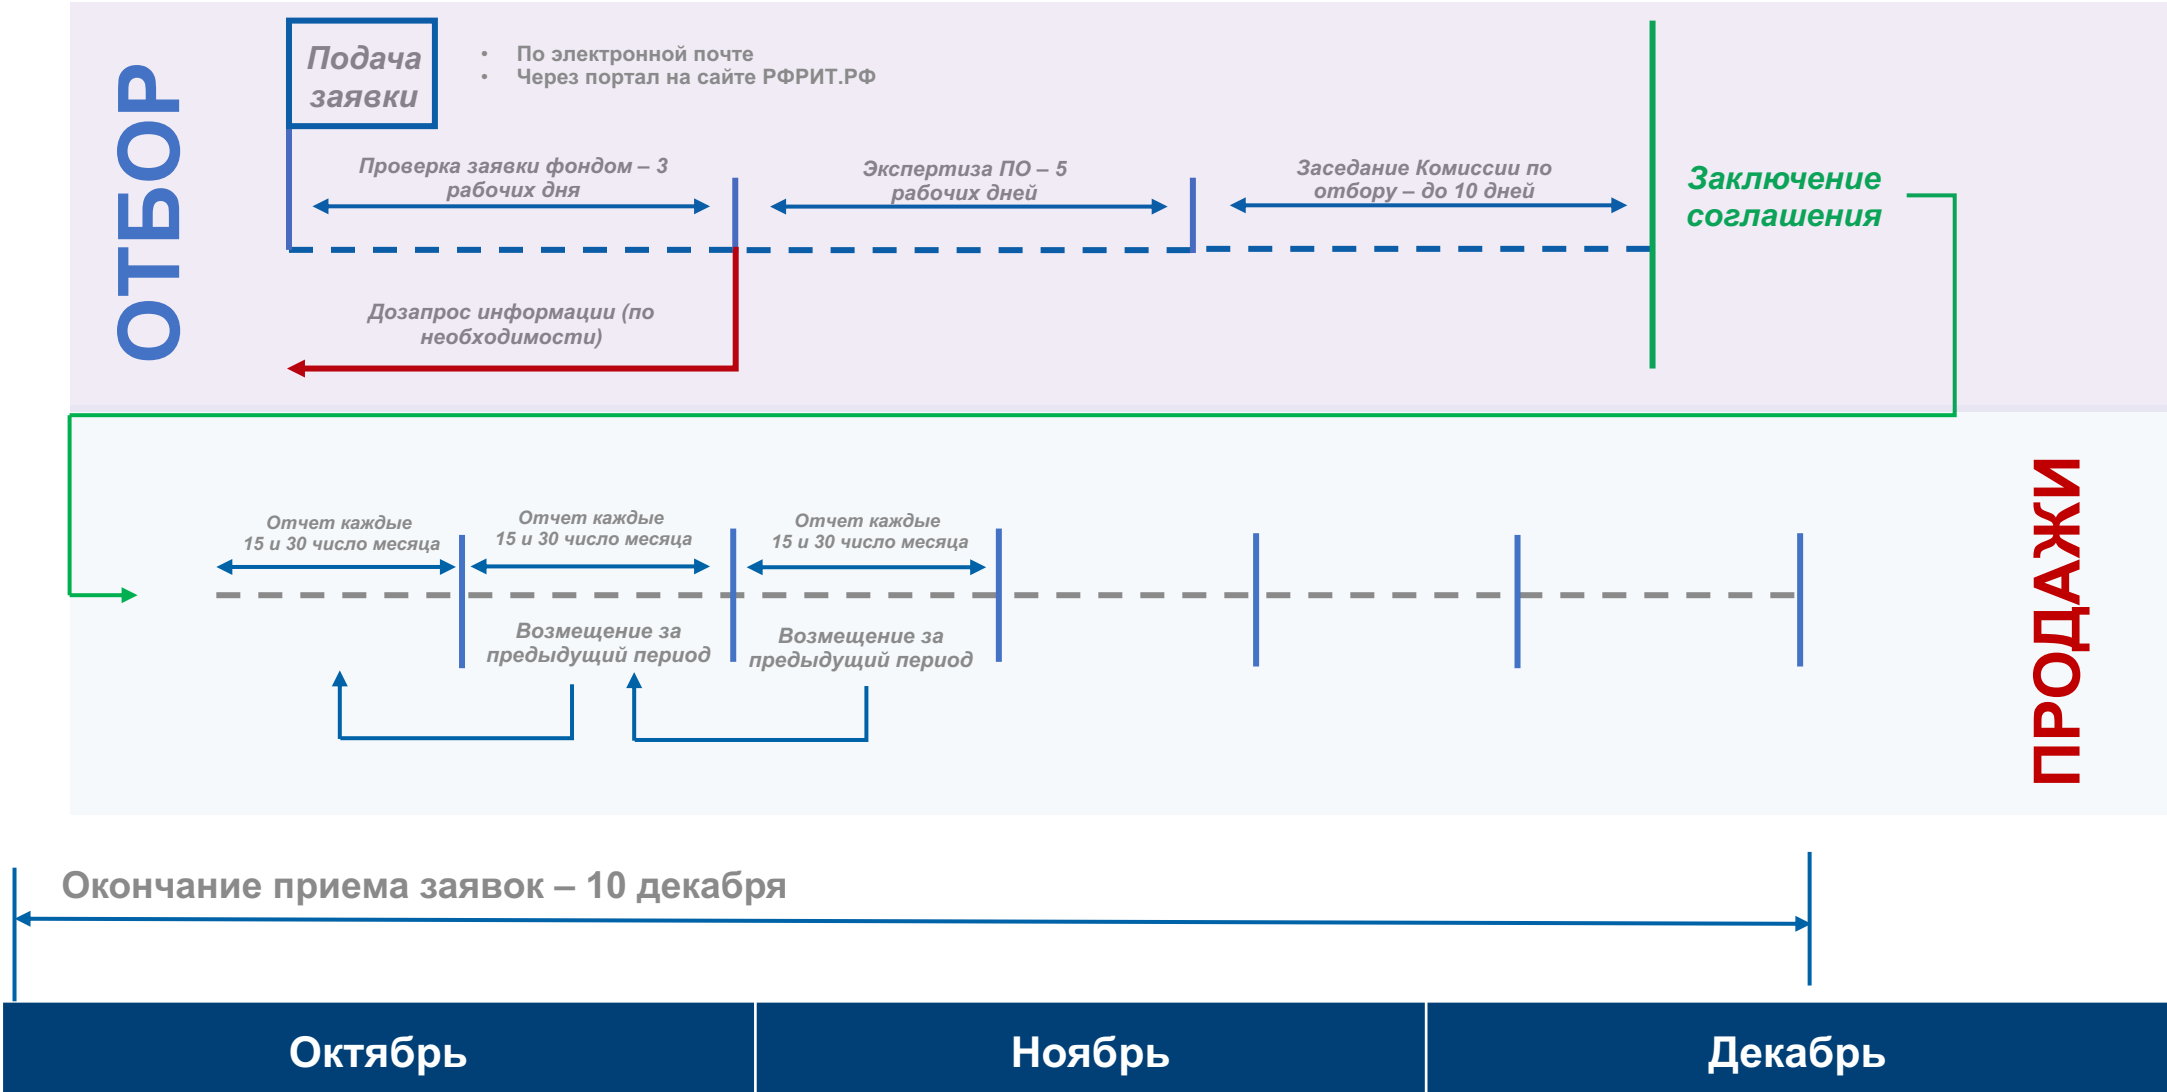 ОТБОР
Подача
заявки
• По электронной почте
• Через портал на сайте РФРИТ.РФ
Проверка заявки фондом – 3
рабочих дня
Экспертиза ПО – 5
рабочих дней
Заседание Комиссии по
отбору – до 10 дней
Заключение
соглашения
Дозапрос информации (по
необходимости)
ПРОДАЖИ
Отчет каждые
15 и 30 число месяца
Отчет каждые
15 и 30 число месяца
Отчет каждые
15 и 30 число месяца
Возмещение за
предыдущий период
Возмещение за
предыдущий период
Окончание приема заявок – 10 декабря
Октябрь
Ноябрь
Декабрь